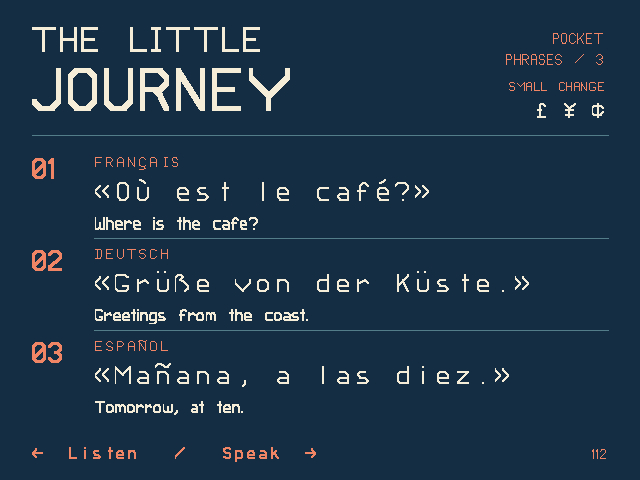 THE LITTLE
JOURNEY
POCKET
PHRASES / 3
SMALL CHANGE
£ ¥ ¢
01
FRANÇAIS
«Où est le café?»
Where is the cafe?
02
DEUTSCH
«Grüße von der Küste.»
Greetings from the coast.
03
ESPAÑOL
«Mañana, a las diez.»
Tomorrow, at ten.
← Listen / Speak →
112